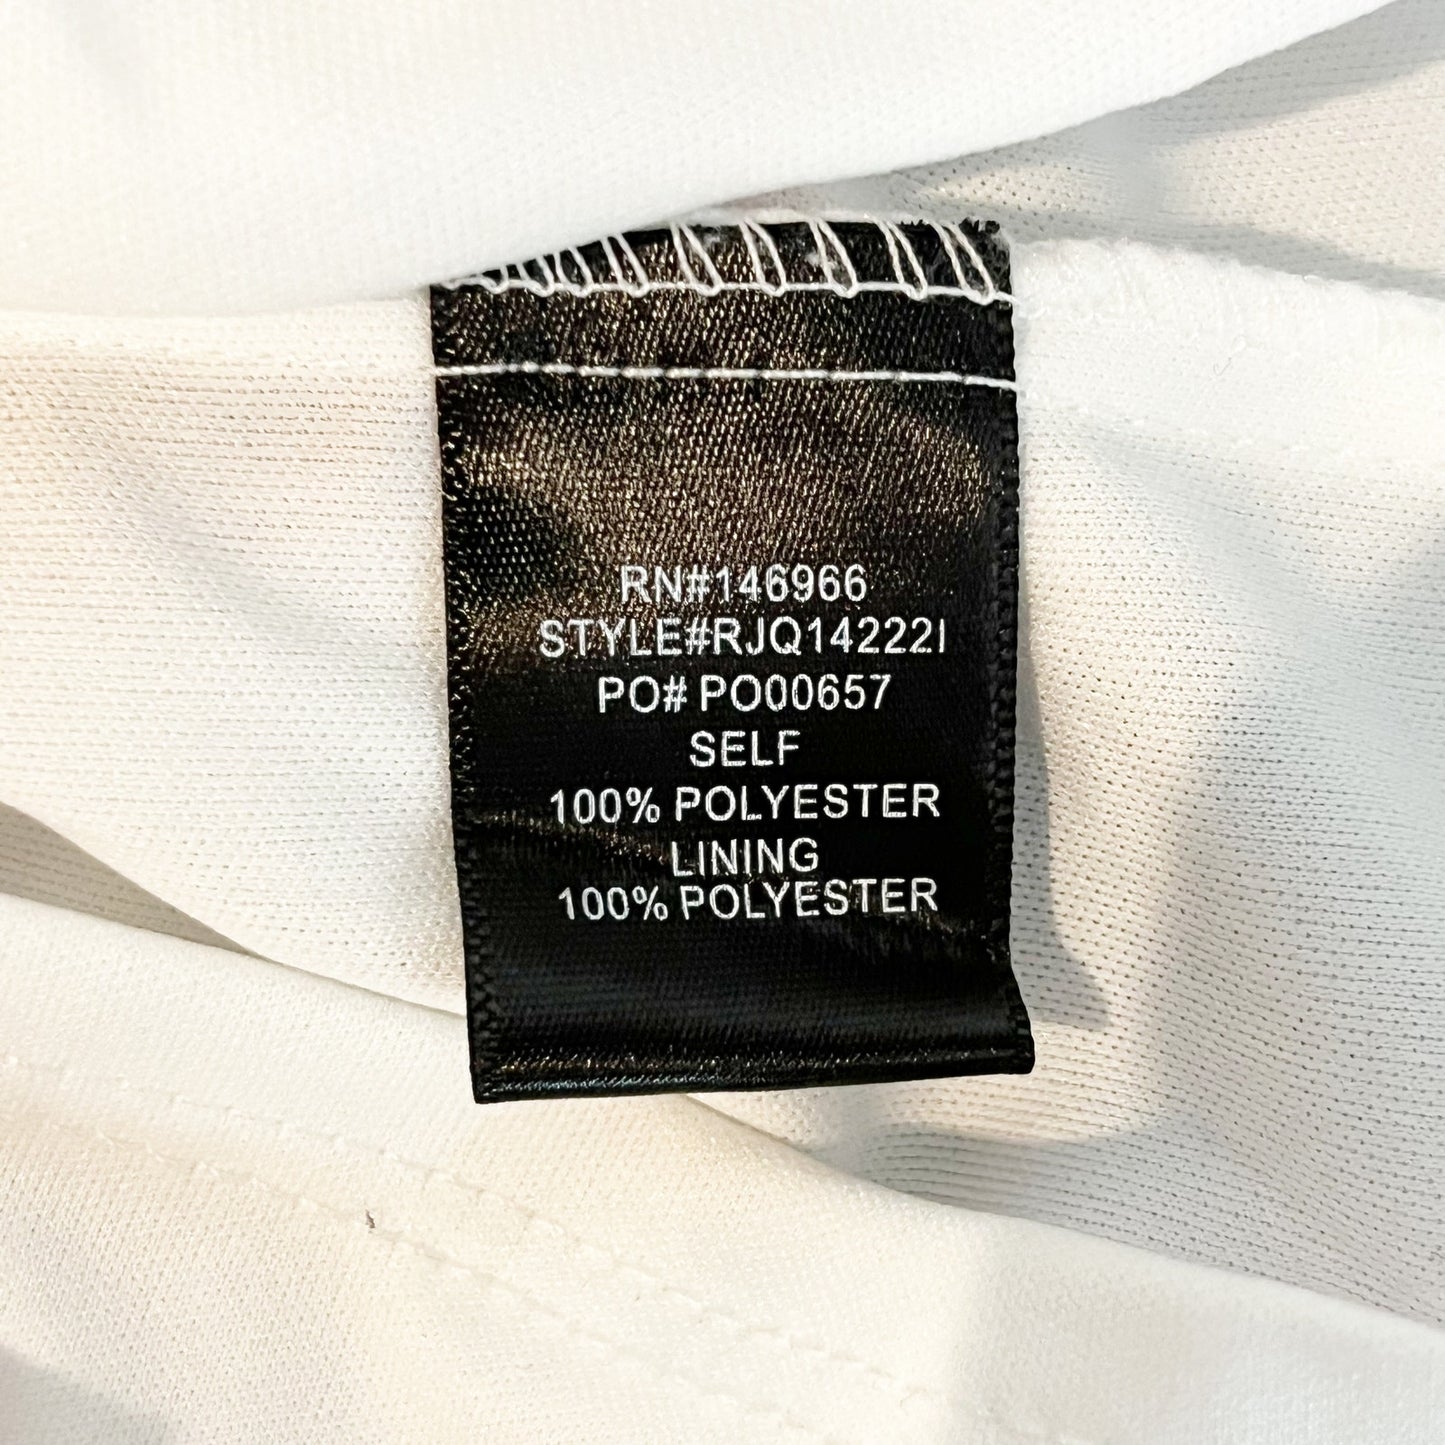 RN#146966
STYLE#RJQ14222I
PO# PO00657
SELF
100% POLYESTER
LINING
100% POLYESTER